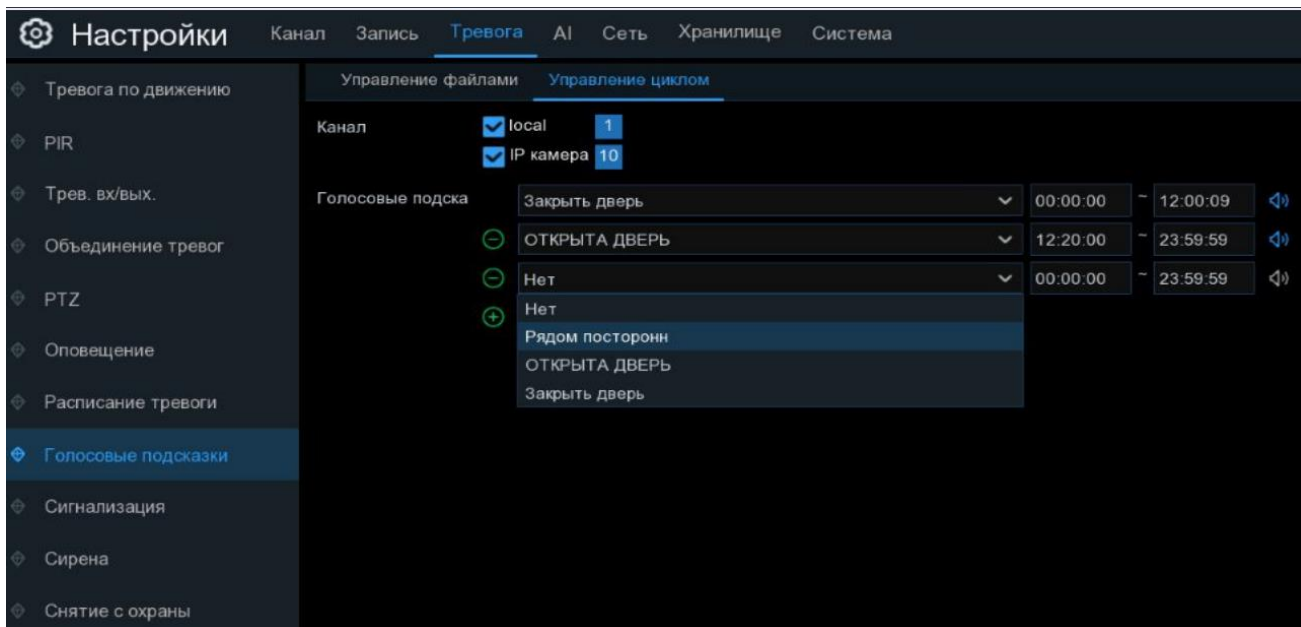 Настройки Канал Запись Тревога AI Сеть Хранилище Система
Управление файлами Управление циклом
Тревога по движению
PIR
Трев. вх/вых.
Объединение тревог
PTZ
Оповещение
Расписание тревоги
Голосовые подсказки
Сигнализация
Сирена
Снятие с охраны
Канал local 1
IP камера 10
Голосовые подска Закрыть дверь 00:00:00 ~ 12:00:09
ОТКРЫТА ДВЕРЬ 12:20:00 ~ 23:59:59
Нет 00:00:00 ~ 23:59:59
Нет
Рядом посторонн
ОТКРЫТА ДВЕРЬ
Закрыть дверь